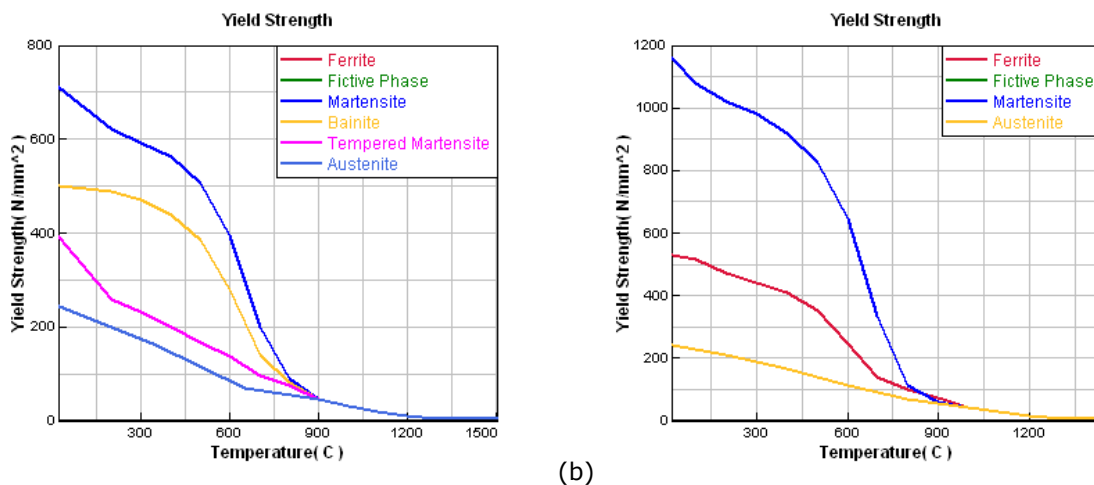 Yield Strength
800
600
400
200
0
Yield Strength( N/mm^2 )
Ferrite
Fictive Phase
Martensite
Bainite
Tempered Martensite
Austenite
300
600
900
1200
1500
Temperature( C )
(b)
Yield Strength
1200
1000
800
600
400
200
0
Yield Strength( N/mm^2 )
Ferrite
Fictive Phase
Martensite
Austenite
300
600
900
1200
Temperature( C )